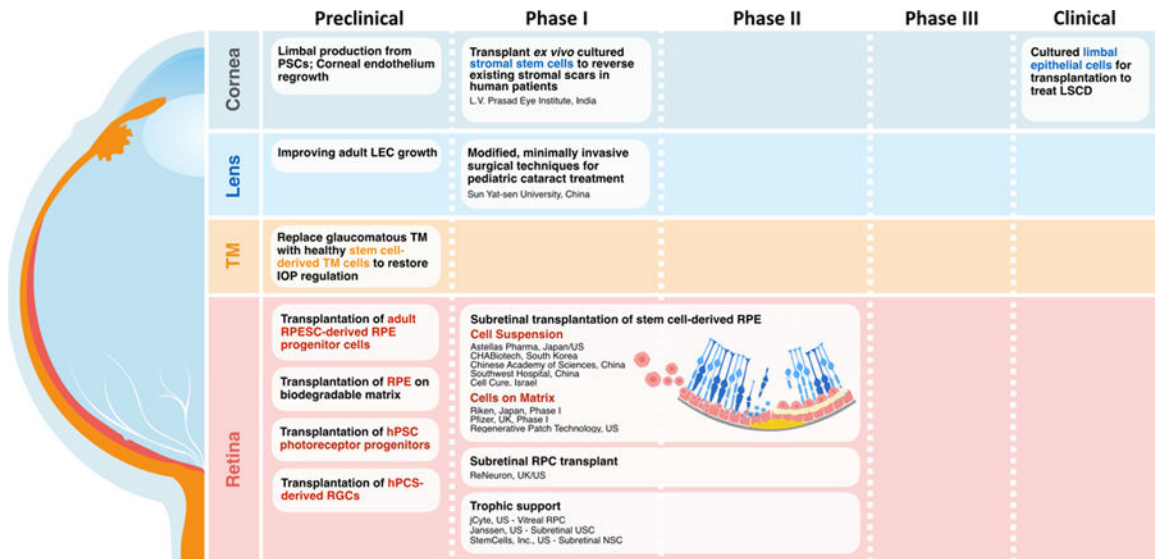 Preclinical
Phase I
Phase II
Phase III
Clinical
Cornea
Limbal production from
PSCs; Corneal endothelium
regrowth
Transplant ex vivo cultured
stromal stem cells to reverse
existing stromal scars in
human patients
L.V. Prasad Eye Institute, India
Cultured limbal
epithelial cells for
transplantation to
treat LSCD
Lens
Improving adult LEC growth
Modified, minimally invasive
surgical techniques for
pediatric cataract treatment
Sun Yat-sen University, China
TM
Replace glaucomatous TM
with healthy stem cell-
derived TM cells to restore
IOP regulation
Retina
Transplantation of adult
RPESC-derived RPE
progenitor cells
Transplantation of RPE on
biodegradable matrix
Transplantation of hPSC
photoreceptor progenitors
Transplantation of hPCS-
derived RGCs
Subretinal transplantation of stem cell-derived RPE
Cell Suspension
Astellas Pharma, Japan/US
CHABiotech, South Korea
Chinese Academy of Sciences, China
Southwest Hospital, China
Cell Cure, Israel
Cells on Matrix
Riken, Japan, Phase I
Pfizer, UK, Phase I
Regenerative Patch Technology, US
Subretinal RPC transplant
ReNeuron, UK/US
Trophic support
jCyte, US - Vitreal RPC
Janssen, US - Subretinal USC
StemCells, Inc., US - Subretinal NSC